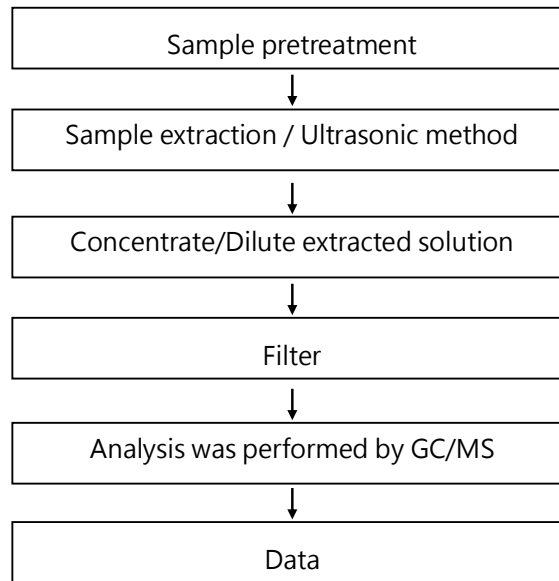 Sample pretreatment
Sample extraction / Ultrasonic method
Concentrate/Dilute extracted solution
Filter
Analysis was performed by GC/MS
Data